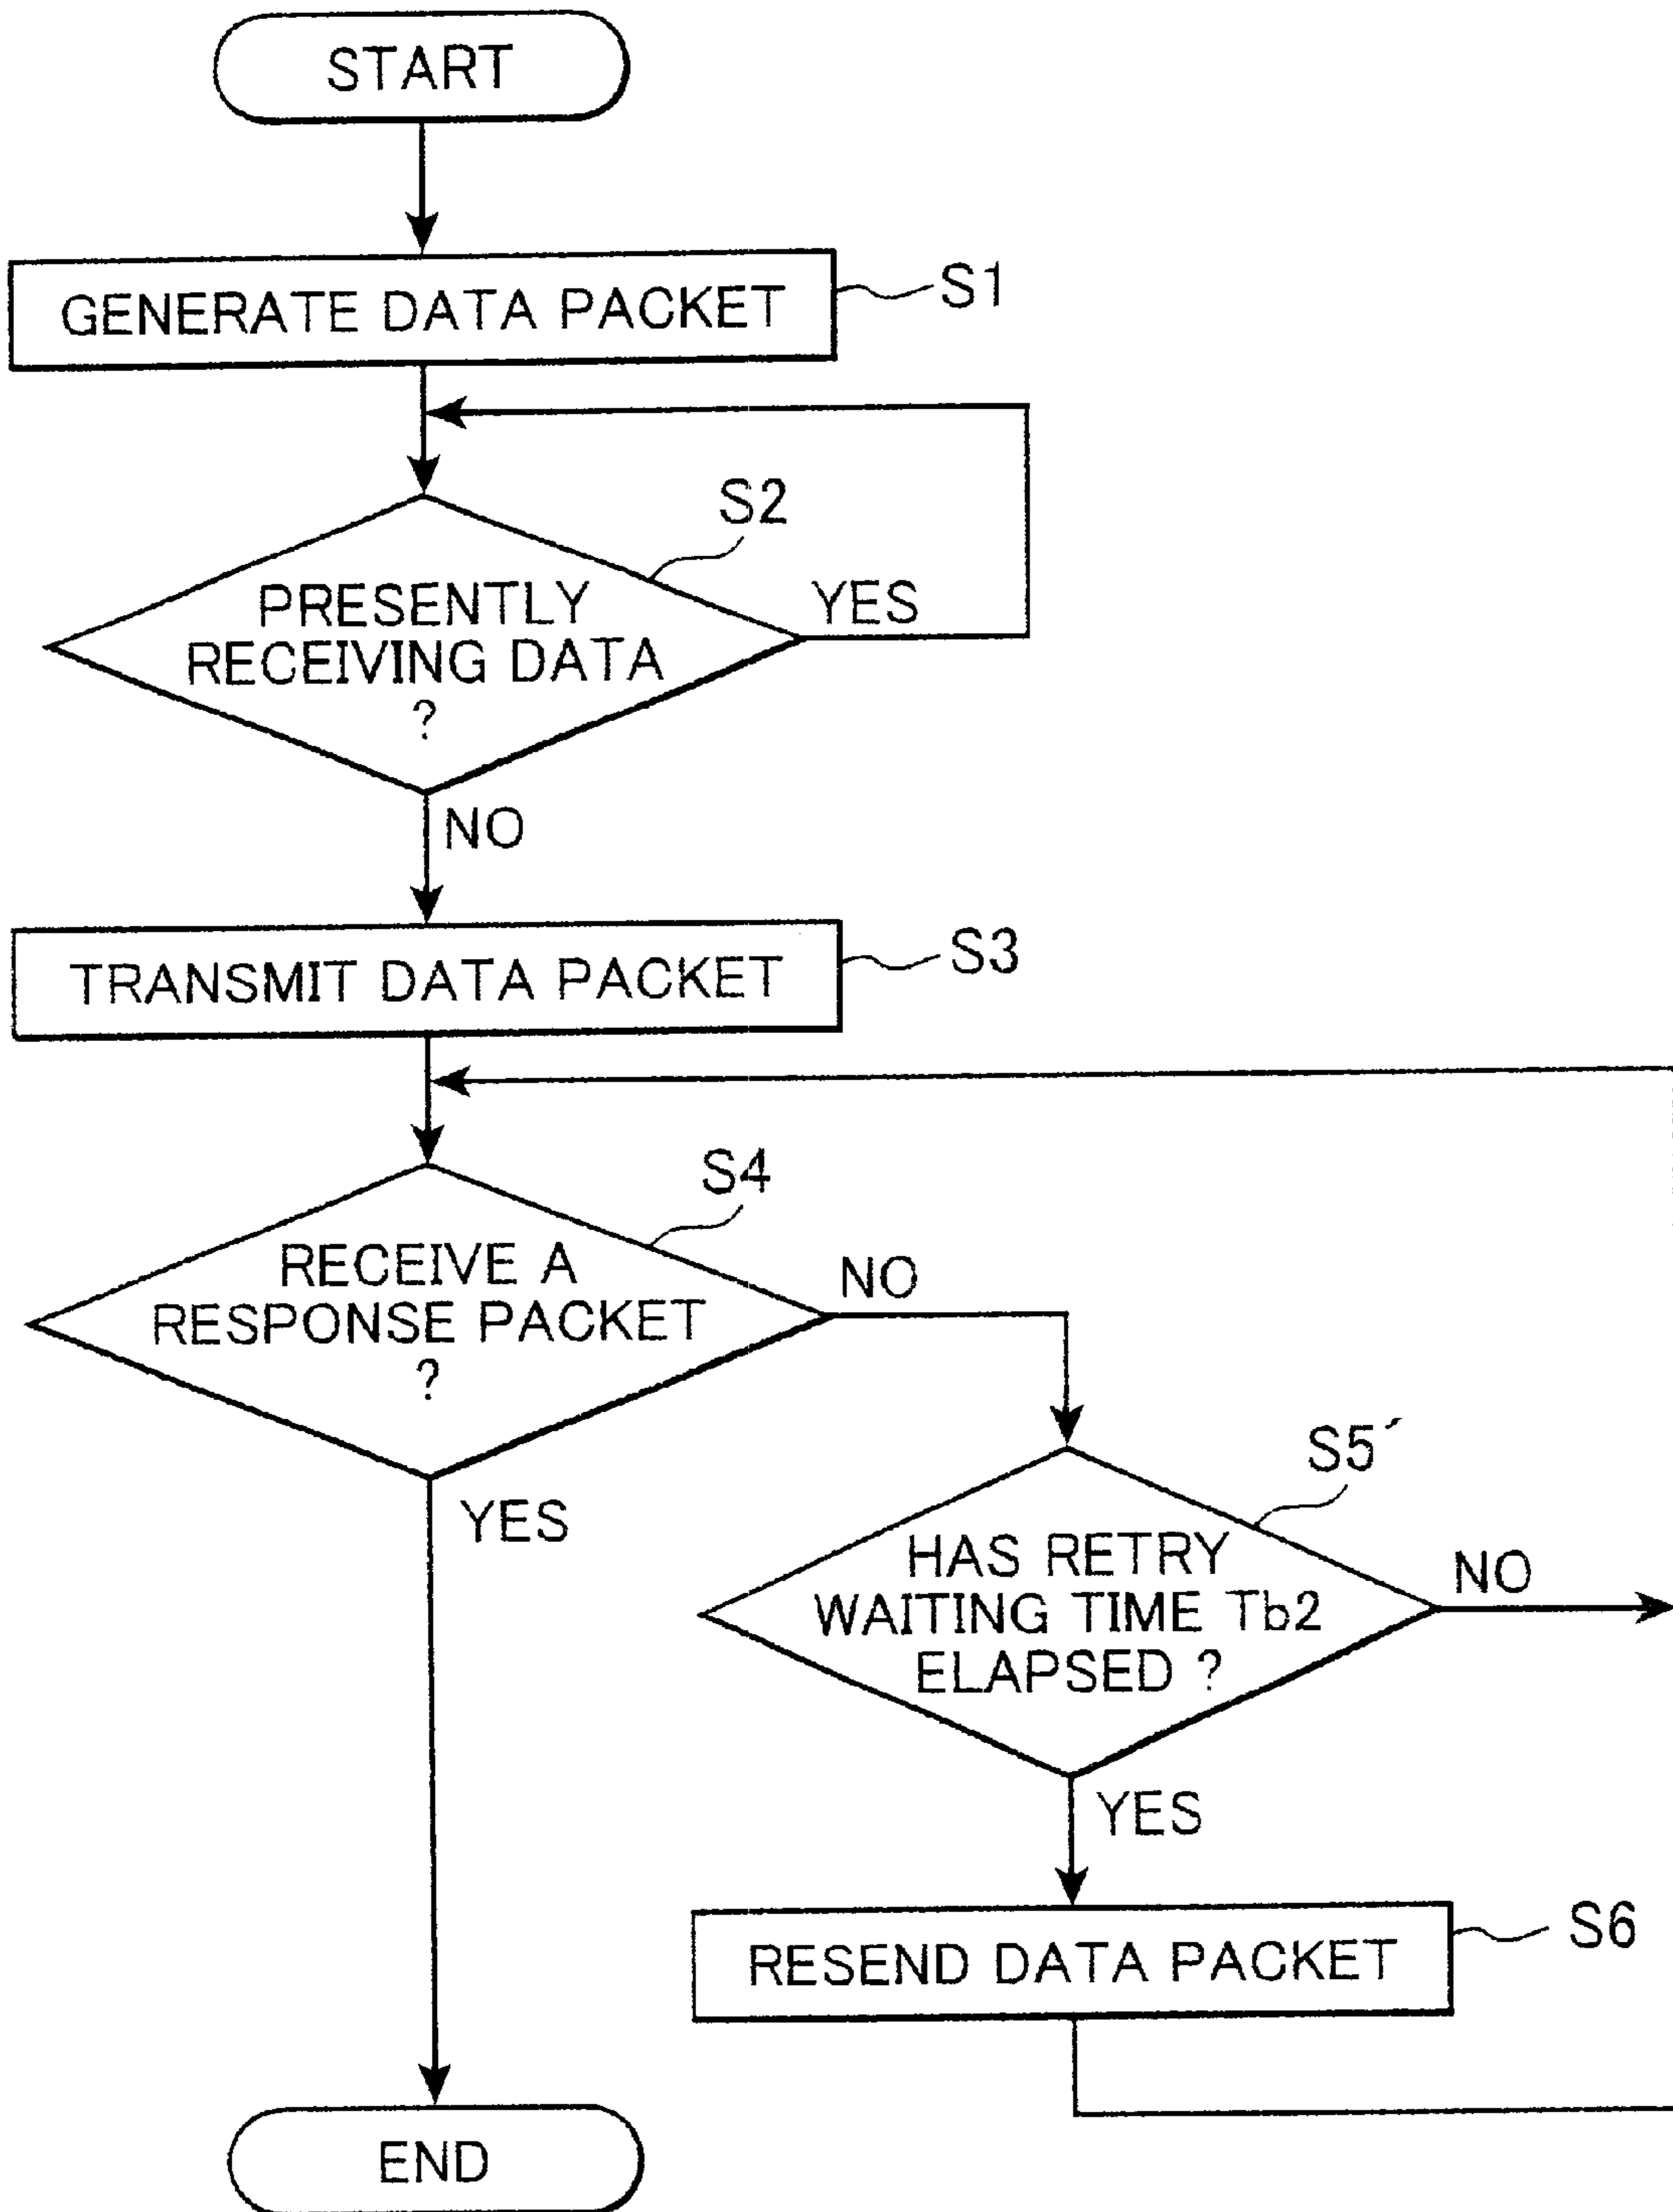 START
GENERATE DATA PACKET
S1
S2
PRESENTLY
RECEIVING DATA
?
YES
NO
TRANSMIT DATA PACKET
S3
S4
RECEIVE A
RESPONSE PACKET
?
NO
YES
S5´
HAS RETRY
WAITING TIME Tb2
ELAPSED ?
NO
YES
RESEND DATA PACKET
S6
END